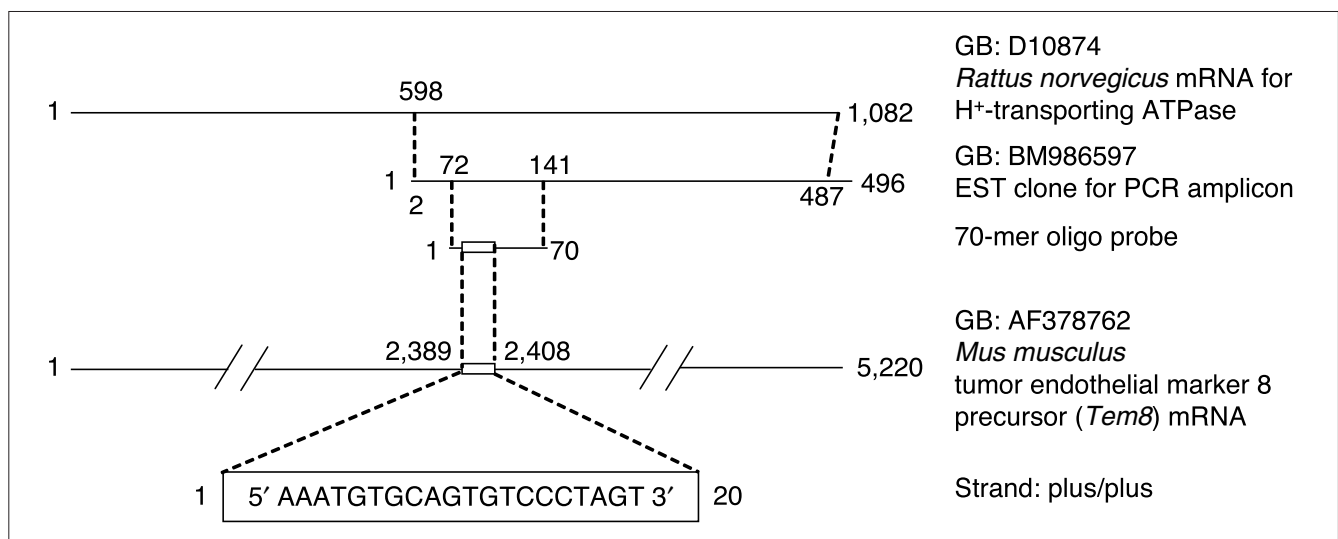 GB: D10874
598
Rattus norvegicus mRNA for
1
1,082
H+-transporting ATPase
GB: BM986597
72
141
1
496
EST clone for PCR amplicon
2
487
1
70
70-mer oligo probe
GB: AF378762
2,389
2,408
Mus musculus
1
5,220
tumor endothelial marker 8
precursor (Tem8) mRNA
1
5′ AAATGTGCAGTGTCCCTAGT 3′
20
Strand: plus/plus